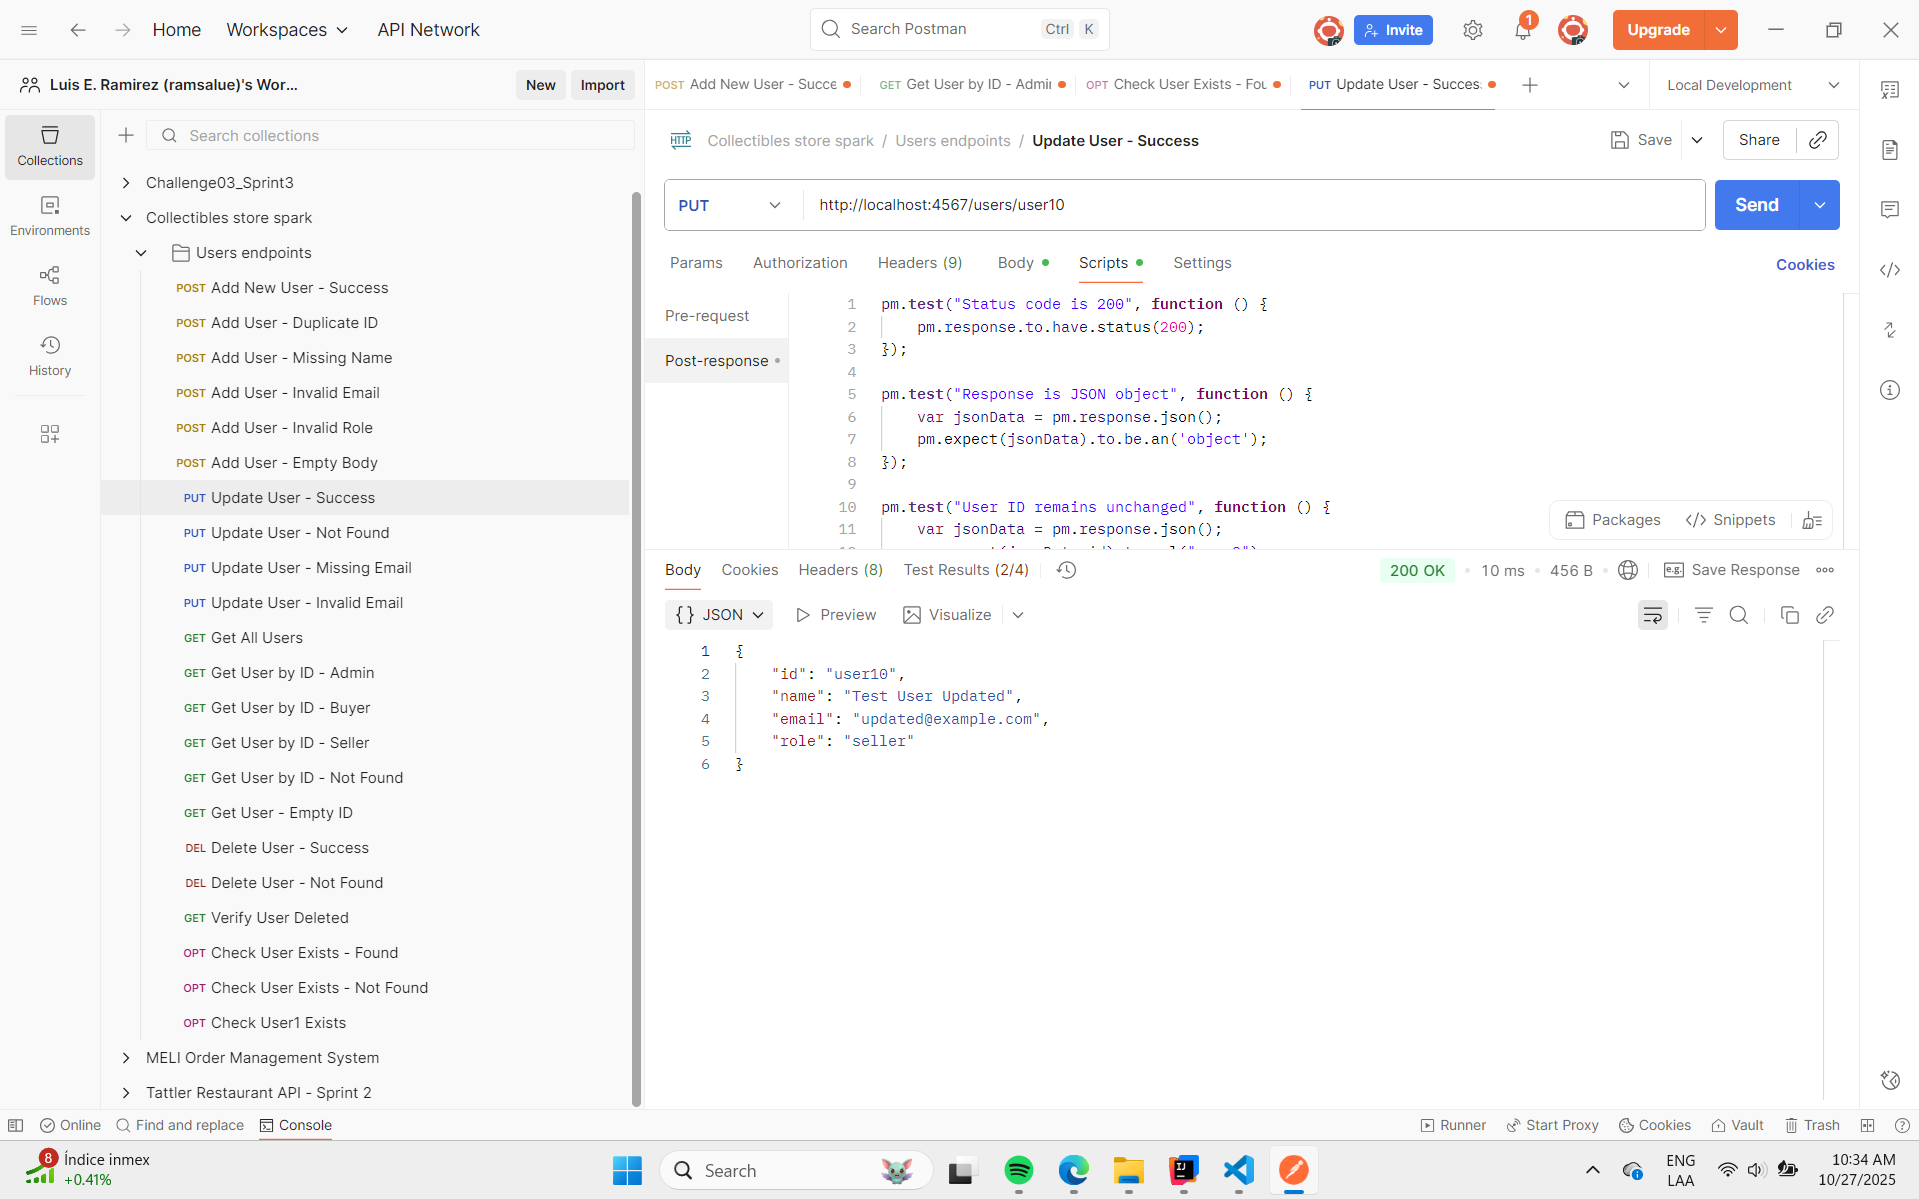 Home
Workspaces
API Network
Search Postman
Ctrl
K
Invite
1
Upgrade
Luis E. Ramirez (ramsalue)'s Wor...
New
Import
POST Add New User - Succe
GET Get User by ID - Admi
OPT Check User Exists - Fou
PUT Update User - Succes
Local Development
Collections
Environments
Flows
History
Search collections
Challenge03_Sprint3
Collectibles store spark
Users endpoints
POST Add New User - Success
POST Add User - Duplicate ID
POST Add User - Missing Name
POST Add User - Invalid Email
POST Add User - Invalid Role
POST Add User - Empty Body
PUT Update User - Success
PUT Update User - Not Found
PUT Update User - Missing Email
PUT Update User - Invalid Email
GET Get All Users
GET Get User by ID - Admin
GET Get User by ID - Buyer
GET Get User by ID - Seller
GET Get User by ID - Not Found
GET Get User - Empty ID
DEL Delete User - Success
DEL Delete User - Not Found
GET Verify User Deleted
OPT Check User Exists - Found
OPT Check User Exists - Not Found
OPT Check User1 Exists
MELI Order Management System
Tattler Restaurant API - Sprint 2
HTTP Collectibles store spark / Users endpoints / Update User - Success
Save
Share
PUT
http://localhost:4567/users/user10
Send
Params
Authorization
Headers (9)
Body
Scripts
Settings
Cookies
Pre-request
Post-response
1 pm.test("Status code is 200", function () {
2 pm.response.to.have.status(200);
3 });
4
5 pm.test("Response is JSON object", function () {
6 var jsonData = pm.response.json();
7 pm.expect(jsonData).to.be.an('object');
8 });
9
10 pm.test("User ID remains unchanged", function () {
11 var jsonData = pm.response.json();
Packages
</> Snippets
Body
Cookies
Headers (8)
Test Results (2/4)
200 OK
10 ms
456 B
e.g. Save Response
{} JSON
Preview
Visualize
1 {
2 "id": "user10",
3 "name": "Test User Updated",
4 "email": "updated@example.com",
5 "role": "seller"
6 }
Online
Find and replace
Console
Runner
Start Proxy
Cookies
Vault
Trash
8
Índice inmex
+0.41%
Search
ENG
LAA
10:34 AM
10/27/2025